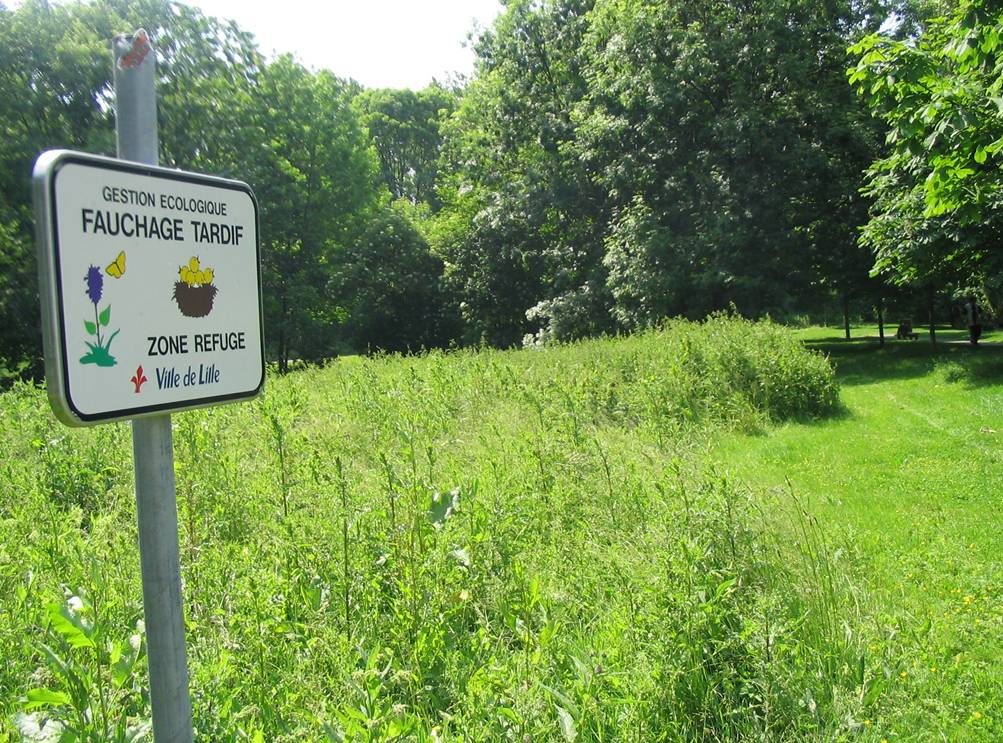 GESTION ECOLOGIQUE
FAUCHAGE TARDIF
ZONE REFUGE
Ville de Lille